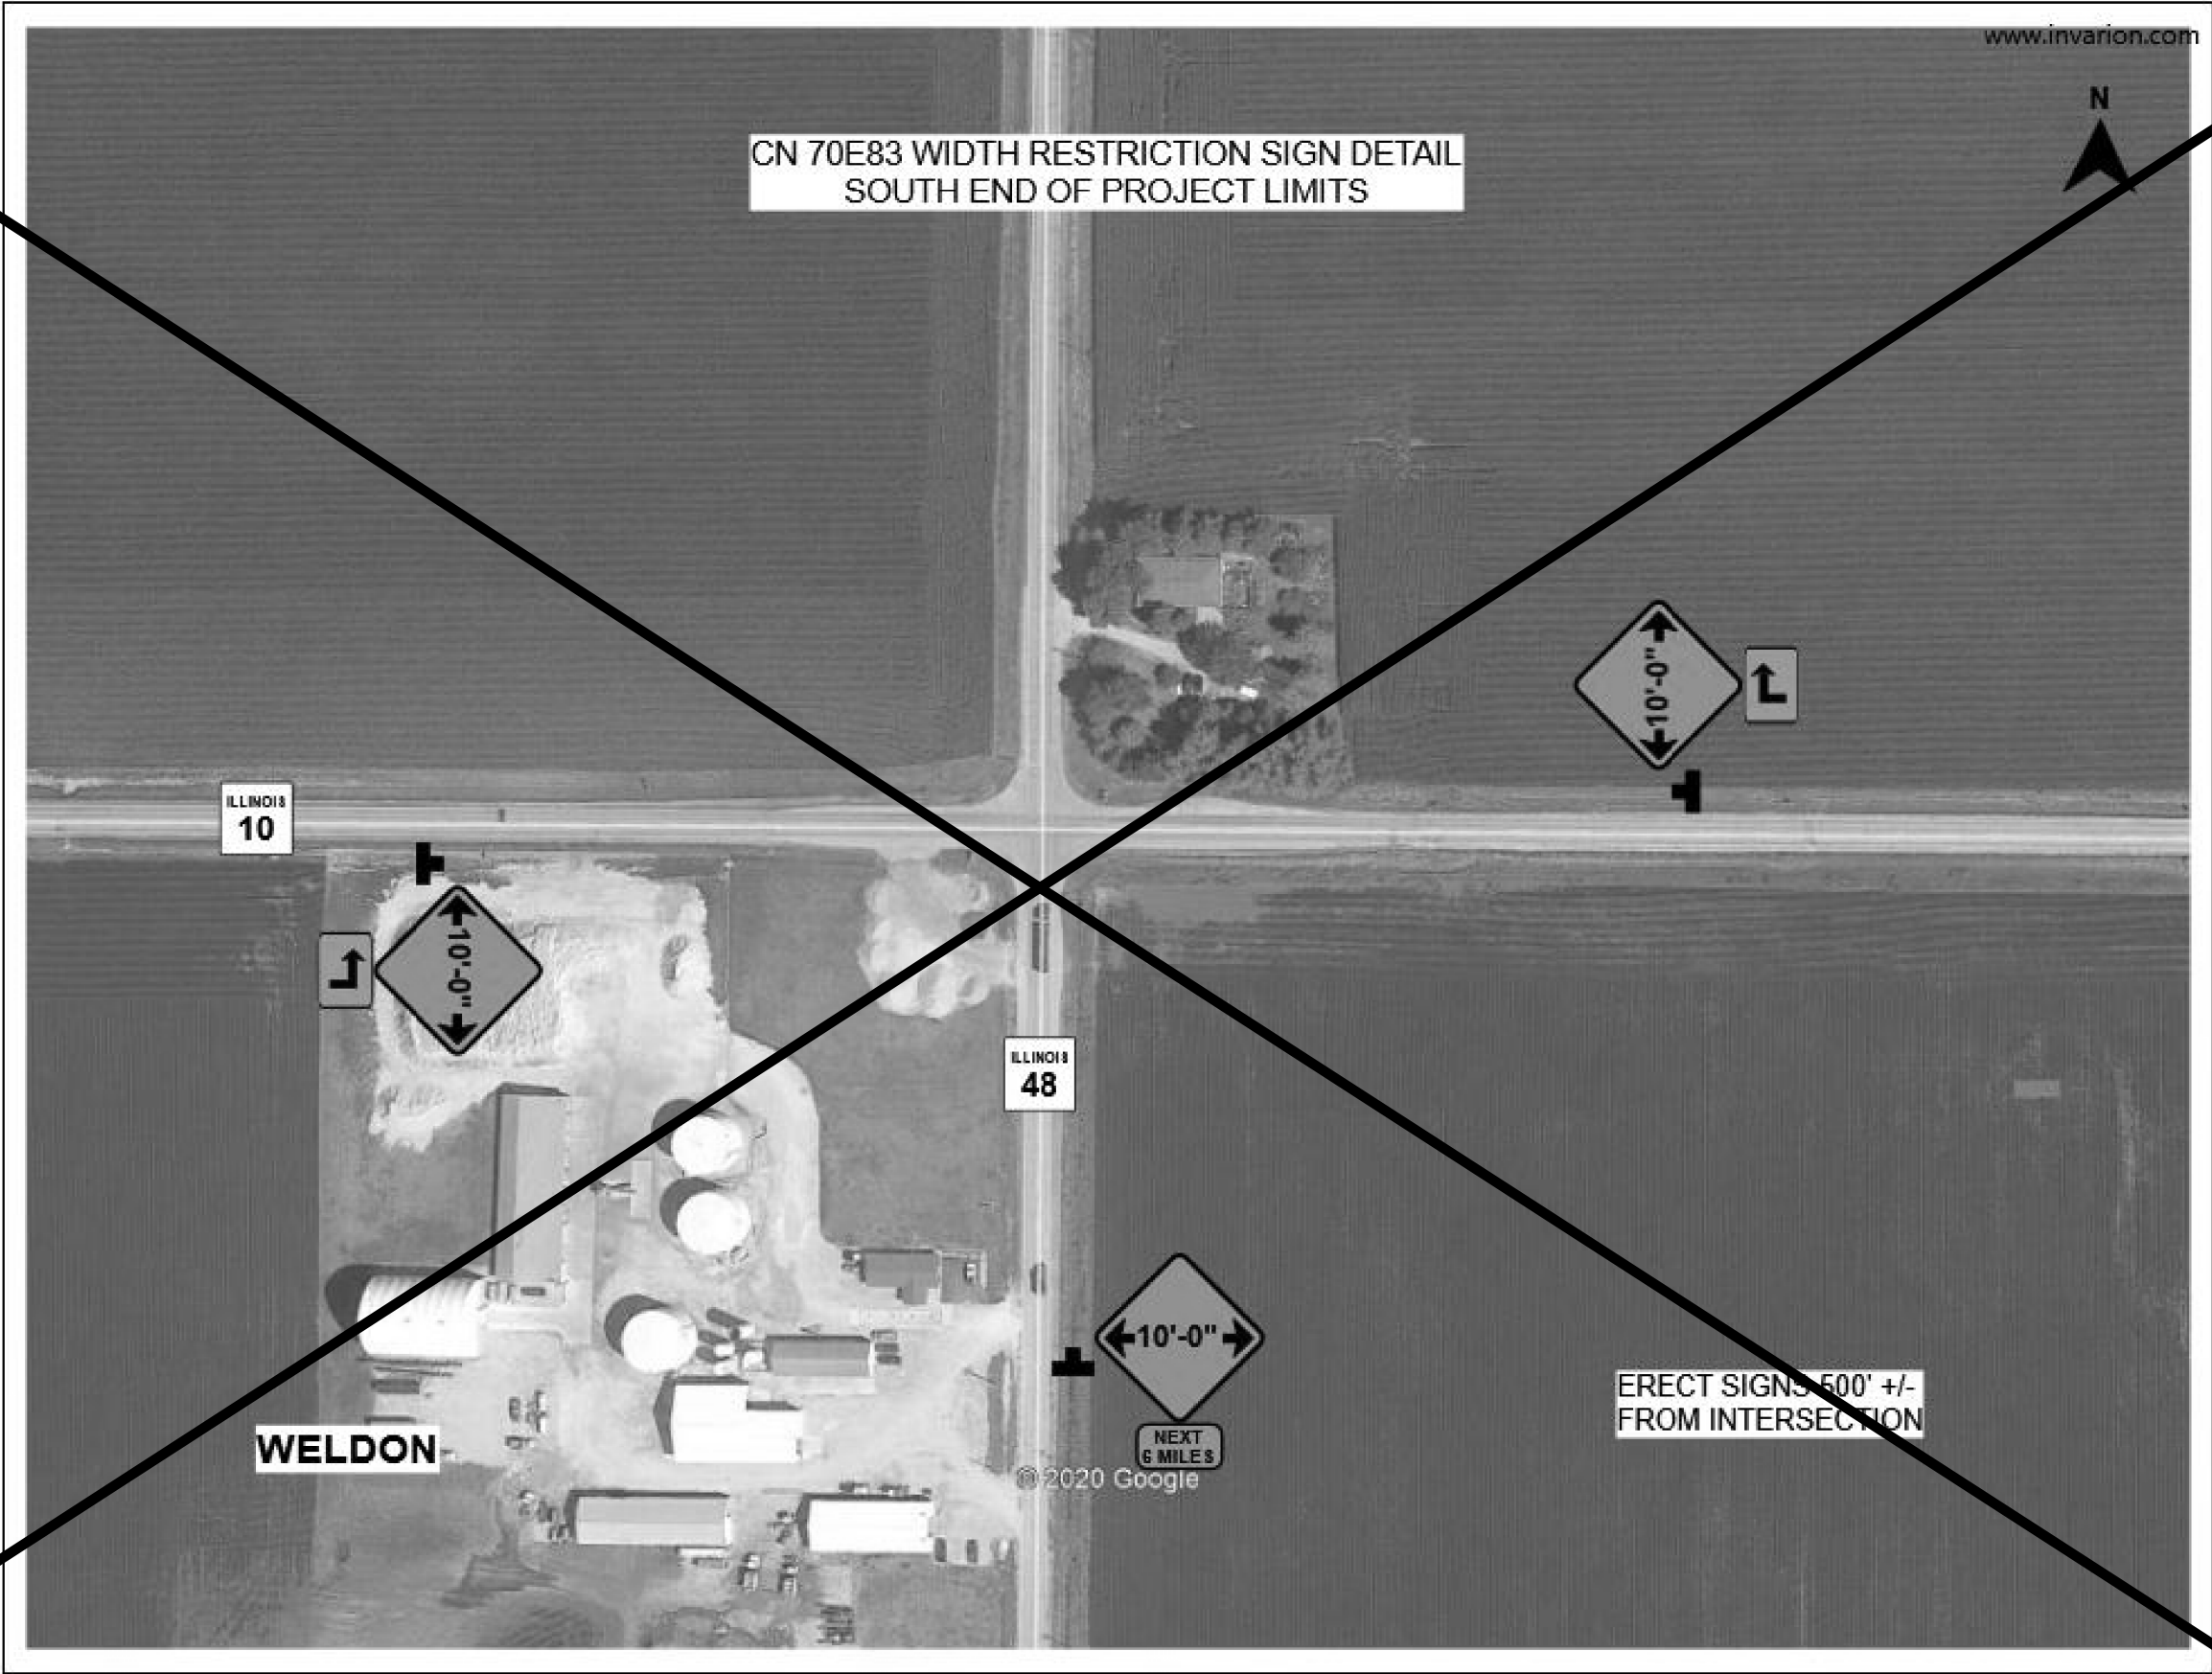 www.invarion.com
N
CN 70E83 WIDTH RESTRICTION SIGN DETAIL
SOUTH END OF PROJECT LIMITS
10'-0"
ILLINOIS
10
10'-0"
ILLINOIS
48
10'-0"
NEXT
6 MILES
ERECT SIGNS 500' +/-
FROM INTERSECTION
WELDON
© 2020 Google